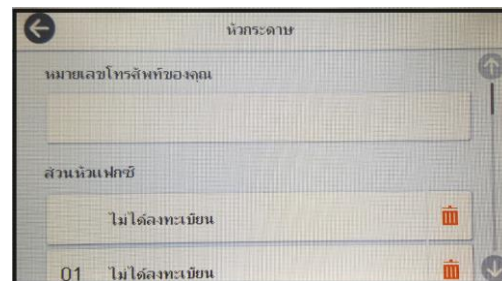 หัวกระดาษ
หมายเลขโทรศัพท์ของคุณ
ส่วนหัวแฟกซ์
ไม่ได้ลงทะเบียน
01 ไม่ได้ลงทะเบียน